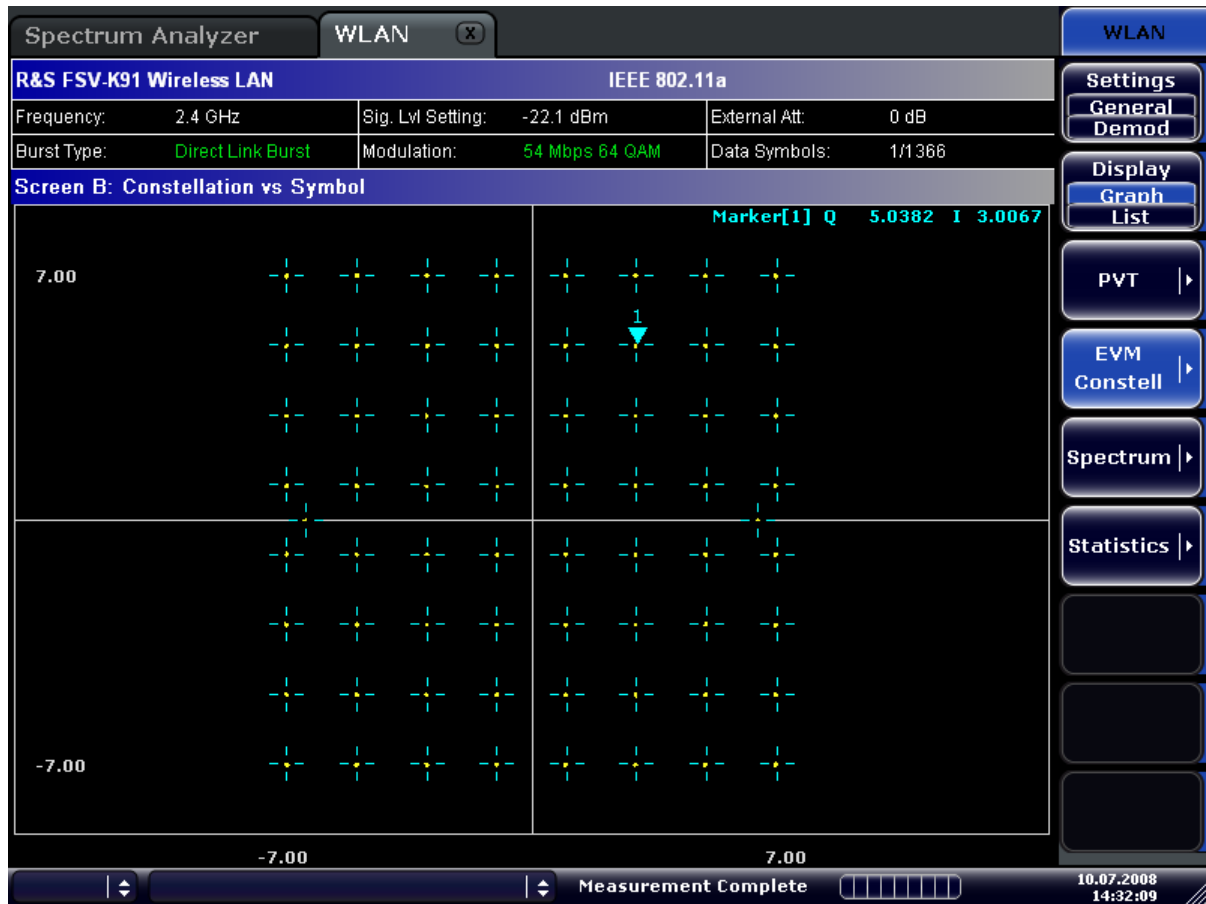 Spectrum Analyzer WLAN X WLAN
R&S FSV-K91 Wireless LAN IEEE 802.11a
Frequency: 2.4 GHz Sig. Lvl Setting: -22.1 dBm External Att: 0 dB
Burst Type: Direct Link Burst Modulation: 54 Mbps 64 QAM Data Symbols: 1/1366
Screen B: Constellation vs Symbol
Marker[1] Q 5.0382 I 3.0067
7.00
1
-7.00
-7.00 7.00
Settings
General
Demod
Display
Graph
List
PVT
EVM
Constell
Spectrum
Statistics
Measurement Complete
10.07.2008
14:32:09